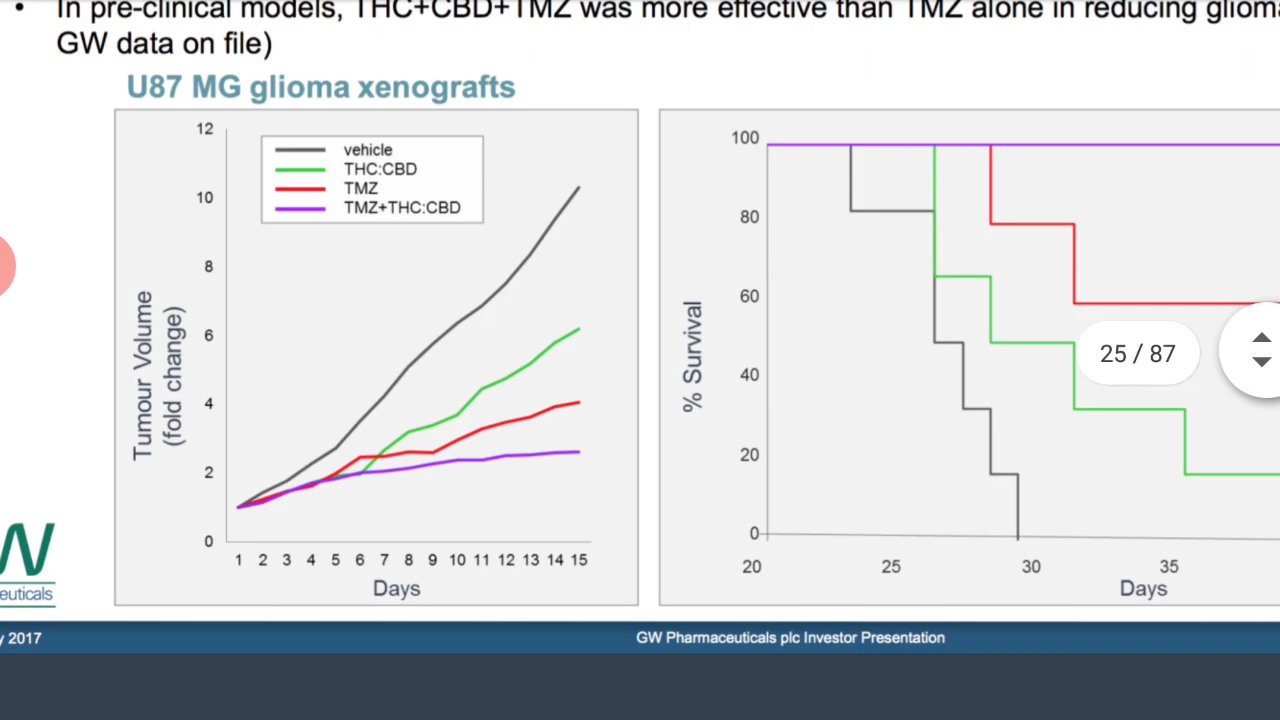 • In pre-clinical models, THC+CBD+TMZ was more effective than TMZ alone in reducing
GW data on file)
U87 MG glioma xenografts
12
10
8
6
4
2
0
vehicle
THC:CBD
TMZ
TMZ+THC:CBD
Tumour Volume
(fold change)
1 2 3 4 5 6 7 8 9 10 11 12 13 14 15
Days
100
80
60
40
20
0
% Survival
20 25 30 35
Days
25 / 87
W
euticals
y 2017
GW Pharmaceuticals plc Investor Presentation